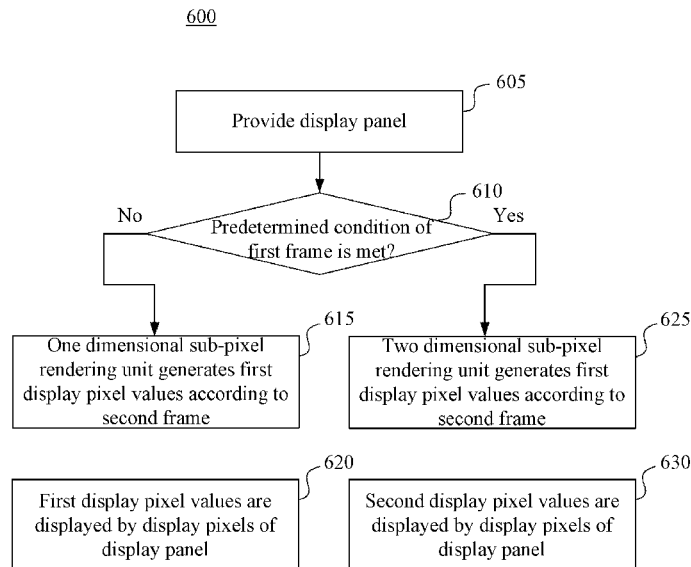 600
605
Provide display panel
610
No
Yes
Predetermined condition of
first frame is met?
615
One dimensional sub-pixel
rendering unit generates first
display pixel values according to
second frame
625
Two dimensional sub-pixel
rendering unit generates first
display pixel values according to
second frame
620
First display pixel values are
displayed by display pixels of
display panel
630
Second display pixel values are
displayed by display pixels of
display panel